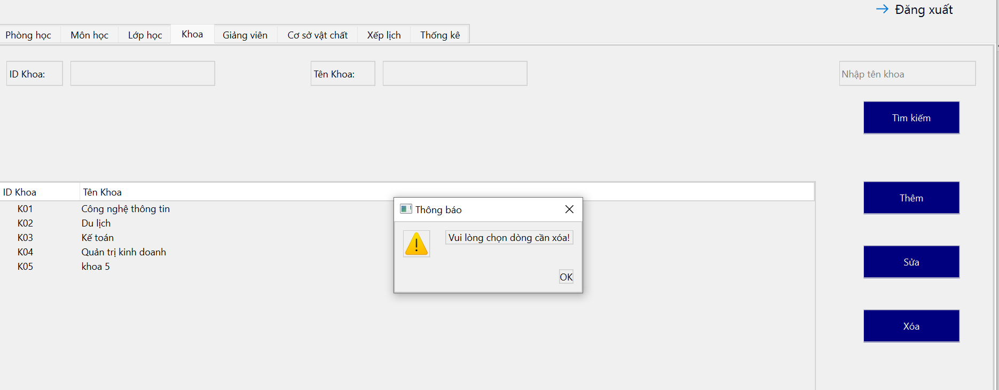 Đăng xuất
Phòng học Môn học Lớp học Khoa Giảng viên Cơ sở vật chất Xếp lịch Thống kê
ID Khoa: Tên Khoa: Nhập tên khoa
Tìm kiếm
ID Khoa Tên Khoa
Thêm
K01 Công nghệ thông tin
K02 Du lịch
K03 Kế toán
K04 Quản trị kinh doanh
K05 khoa 5
Thông báo
Vui lòng chọn dòng cần xóa!
OK
Sửa
Xóa